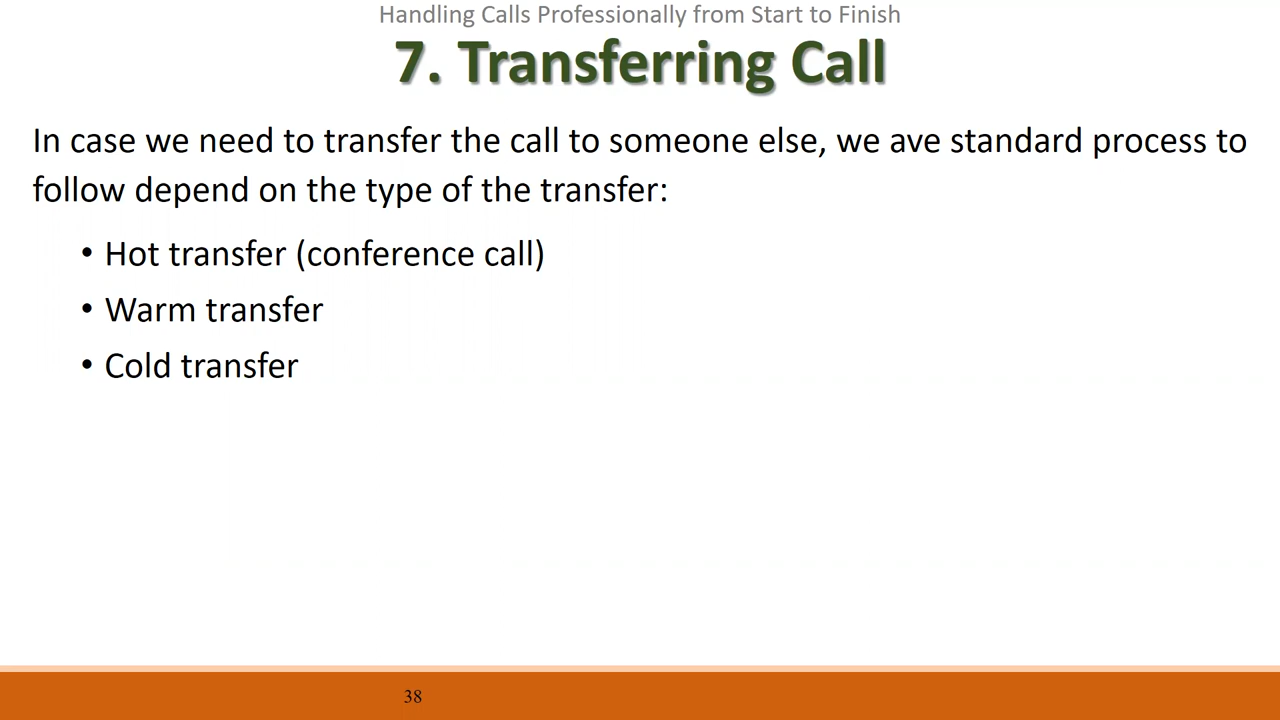 Handling Calls Professionally from Start to Finish
7. Transferring Call
In case we need to transfer the call to someone else, we ave standard process to
follow depend on the type of the transfer:
• Hot transfer (conference call)
• Warm transfer
• Cold transfer
38